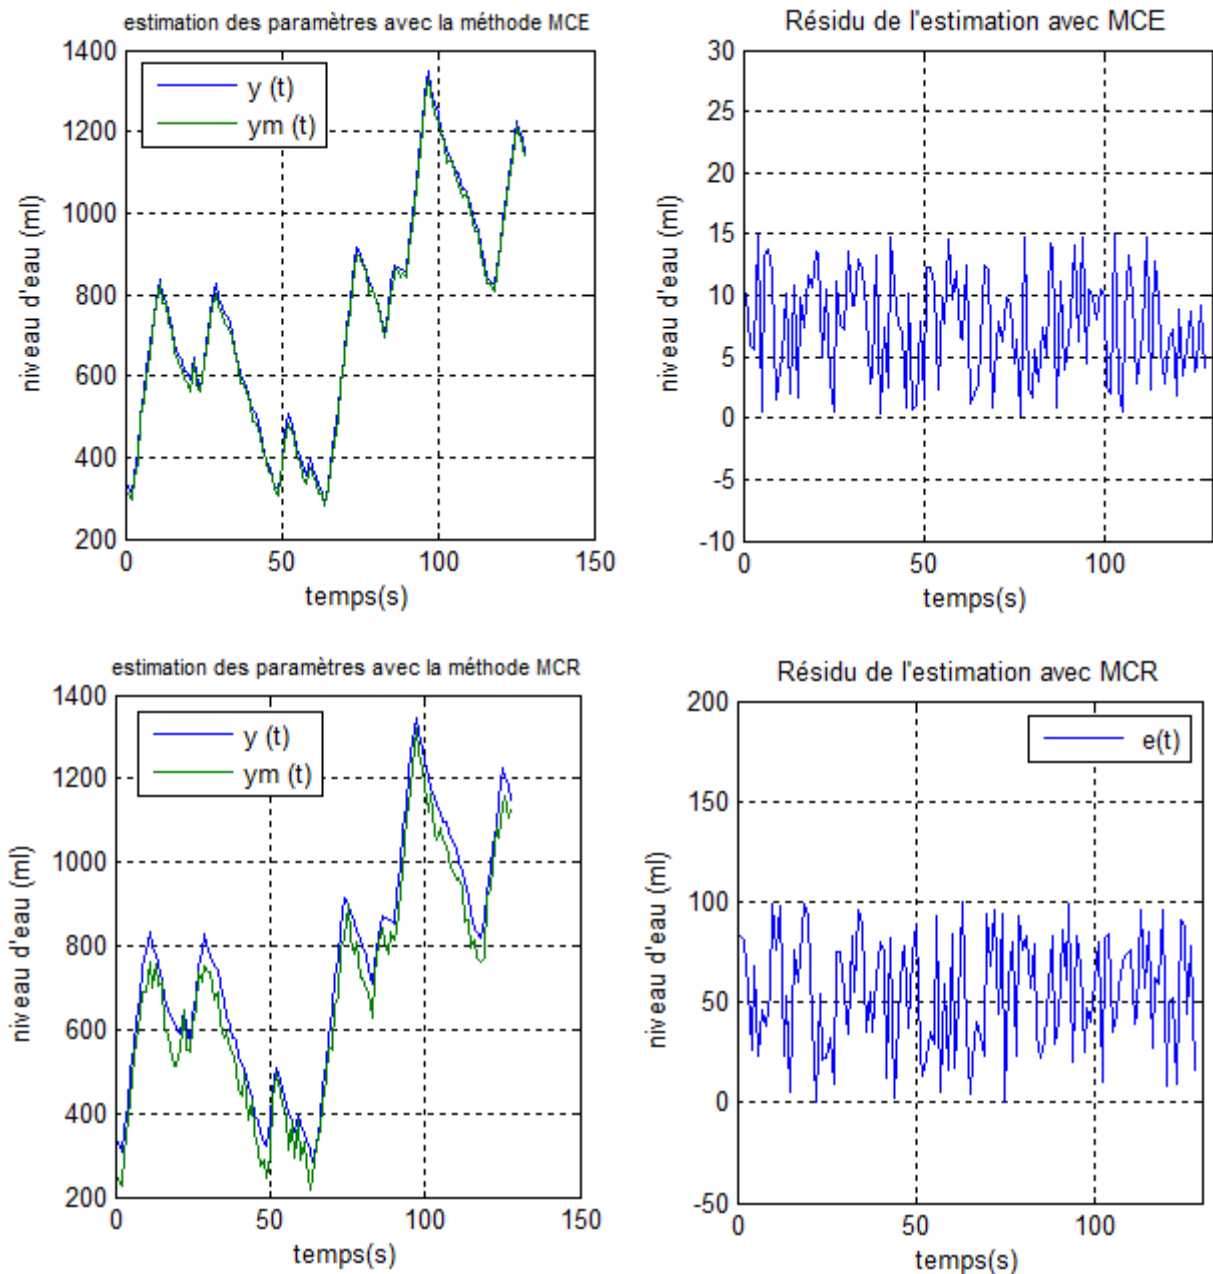 estimation des paramètres avec la méthode MCE
1400
1200
1000
800
600
400
200
niveau d'eau (ml)
y (t)
ym (t)
0
50
100
150
temps(s)
Résidu de l'estimation avec MCE
30
25
20
15
10
5
0
-5
-10
niveau d'eau (ml)
0
50
100
temps(s)
estimation des paramètres avec la méthode MCR
1400
1200
1000
800
600
400
200
niveau d'eau (ml)
y (t)
ym (t)
0
50
100
150
temps(s)
Résidu de l'estimation avec MCR
200
150
100
50
0
-50
niveau d'eau (ml)
e(t)
0
50
100
temps(s)